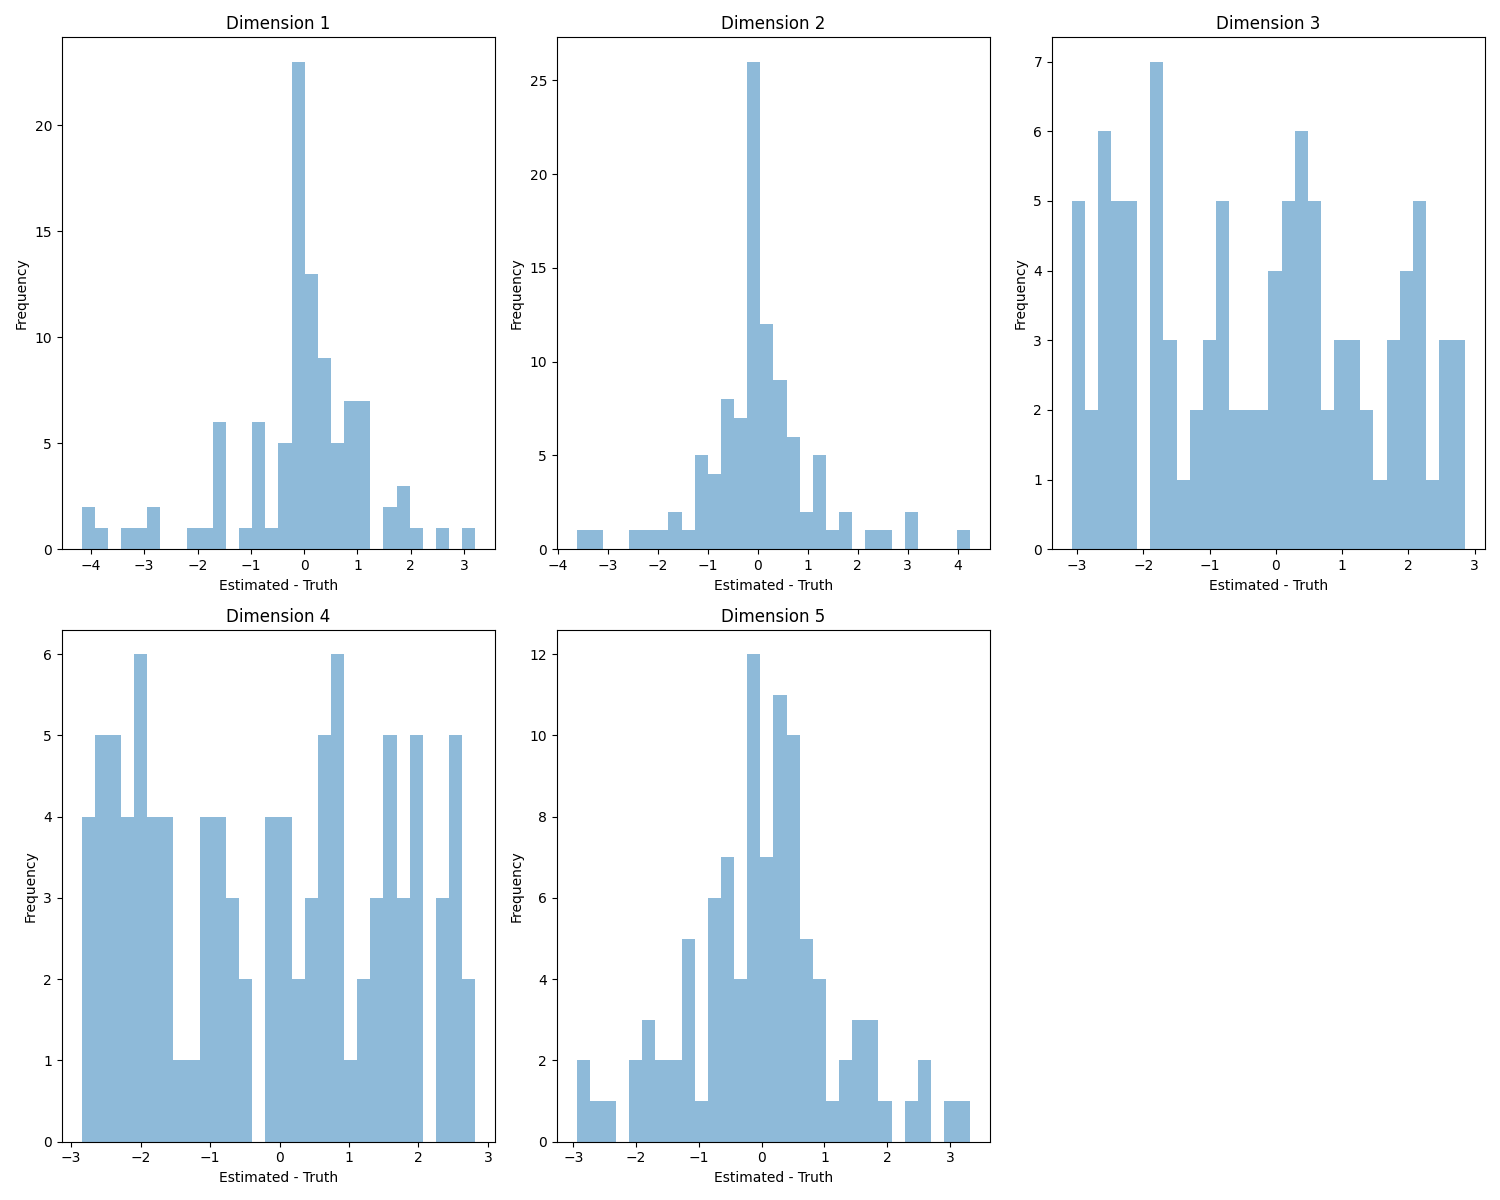 Dimension 1
Frequency
20
15
10
5
0
−4 −3 −2 −1 0 1 2 3
Estimated - Truth
Dimension 2
Frequency
25
20
15
10
5
0
−4 −3 −2 −1 0 1 2 3 4
Estimated - Truth
Dimension 3
Frequency
7
6
5
4
3
2
1
0
−3 −2 −1 0 1 2 3
Estimated - Truth
Dimension 4
Frequency
6
5
4
3
2
1
0
−3 −2 −1 0 1 2 3
Estimated - Truth
Dimension 5
Frequency
12
10
8
6
4
2
0
−3 −2 −1 0 1 2 3
Estimated - Truth